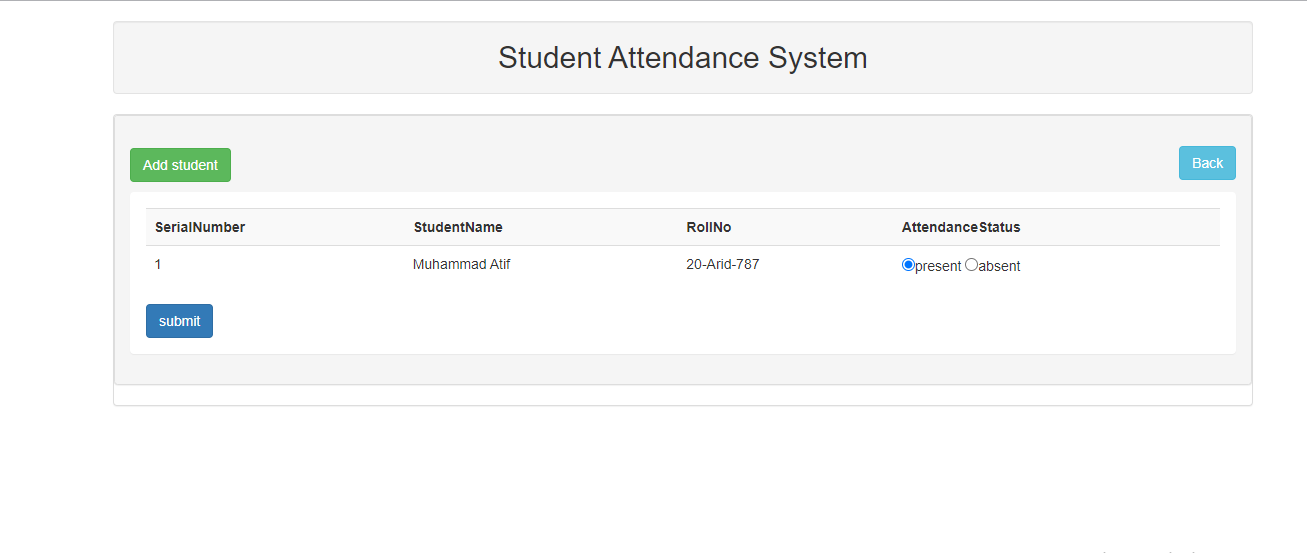 Student Attendance System
Add student Back
SerialNumber StudentName RollNo AttendanceStatus
1 Muhammad Atif 20-Arid-787 present absent
submit